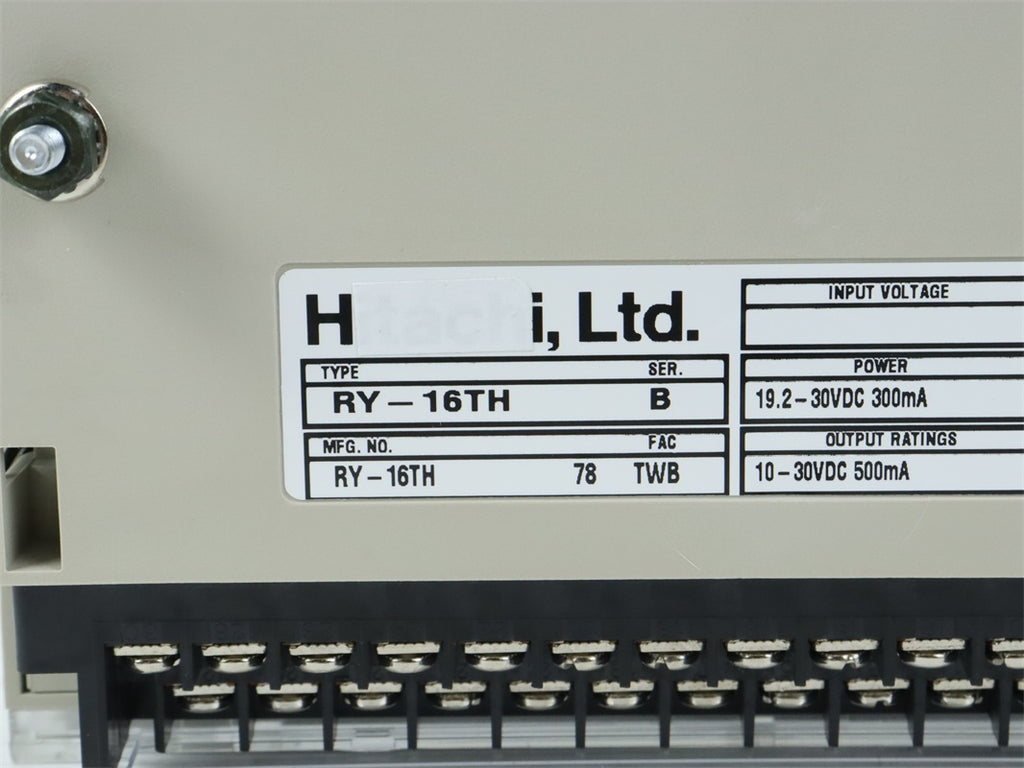 Hitachi, Ltd.
TYPE SER.
RY-16TH B
MFG. NO. FAC
RY-16TH 78 TWB
INPUT VOLTAGE
POWER
19.2-30VDC 300mA
OUTPUT RATINGS
10-30VDC 500mA